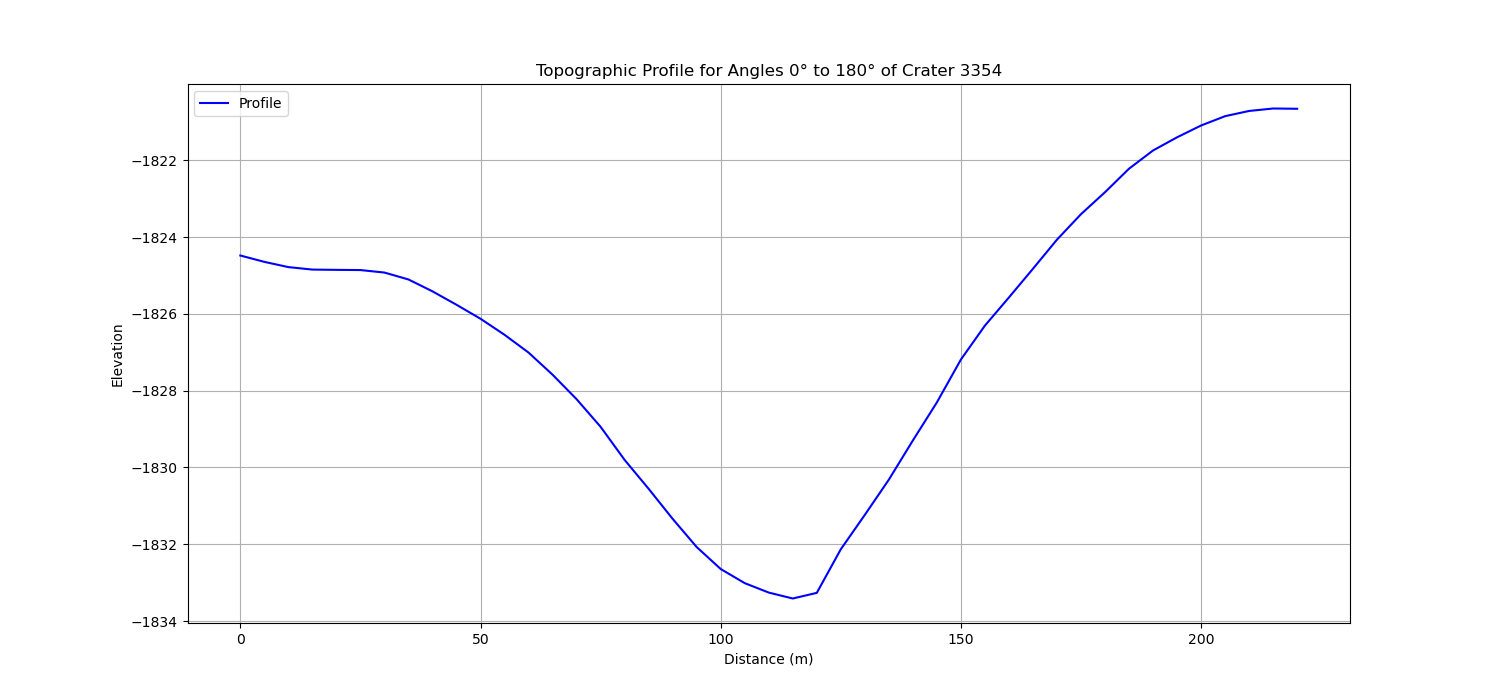 Topographic Profile for Angles 0° to 180° of Crater 3354
Profile
−1822
−1824
−1826
−1828
−1830
−1832
−1834
Elevation
0 50 100 150 200
Distance (m)